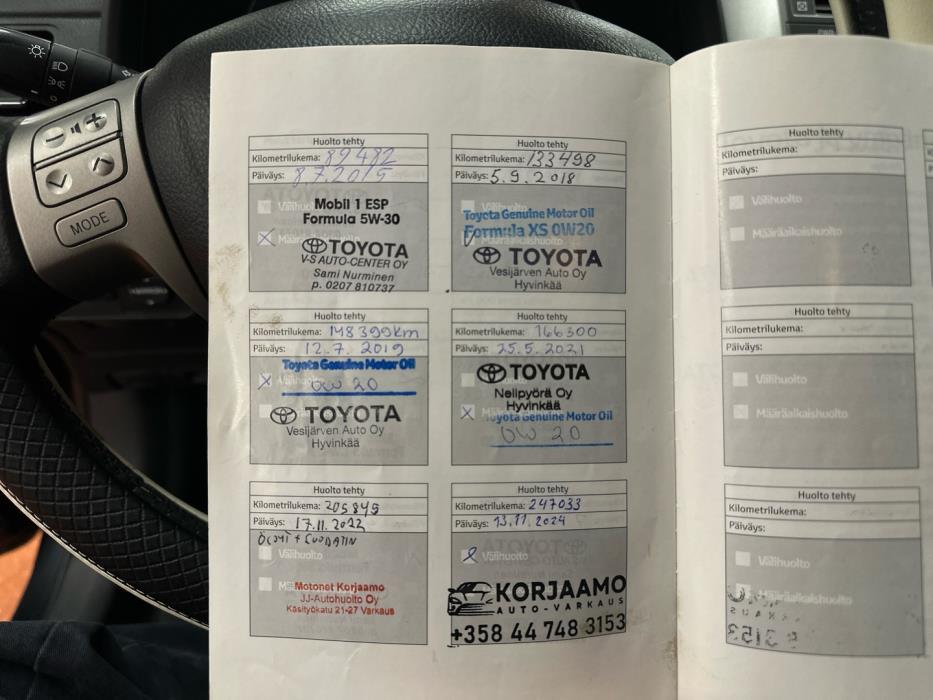 MODE
Huolto tehty
Kilometrilukema: 89482
Päiväys: 8.7.2015
Välihuolto
Mobil 1 ESP
Formula 5W-30
TOYOTA
V-S AUTO-CENTER OY
Sami Nurminen
p. 0207 810737
Huolto tehty
Kilometrilukema: 133498
Päiväys: 5.9.2018
Toyota Genuine Motor Oil
Formula XS 0W20
TOYOTA
Vesijärven Auto Oy
Hyvinkää
Huolto tehty
Kilometrilukema: 148399km
Päiväys: 12.7.2019
Toyota Genuine Motor Oil
0W 20
TOYOTA
Vesijärven Auto Oy
Hyvinkää
Huolto tehty
Kilometrilukema: 166300
Päiväys: 25.5.2021
TOYOTA
Nelipyörä Oy
Hyvinkää
Toyota Genuine Motor Oil
0W 20
Huolto tehty
Kilometrilukema: 205849
Päiväys: 17.11.2022
ÖLJY + SUODATIN
Välihuolto
Motonet Korjaamo
JJ-Autohuolto Oy
Käsityökatu 21-27 Varkaus
Huolto tehty
Kilometrilukema: 247033
Päiväys: 13.11.2024
Välihuolto
KORJAAMO
AUTO-VARKAUS
+358 44 748 3153
Huolto tehty
Kilometrilukema:
Päiväys:
Välihuolto
Määräaikaishuolto
Huolto tehty
Kilometrilukema:
Päiväys:
Välihuolto
Määräaikaishuolto
Huolto tehty
Kilometrilukema:
Päiväys:
Välihuolto
Määräaikaishuolto